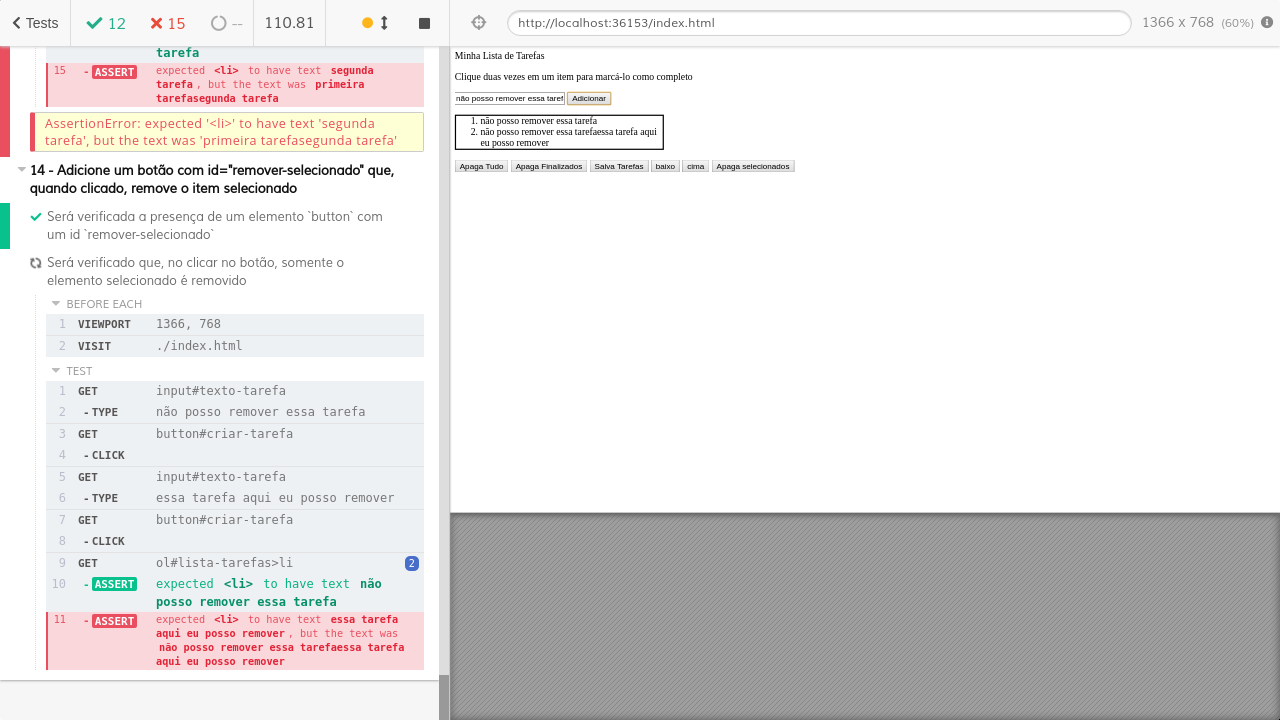 Tests
12
15
--
110.81
http://localhost:36153/index.html
1366 x 768 (60%)
tarefa
15 - ASSERT expected <li> to have text segunda
tarefa , but the text was primeira
tarefasegunda tarefa
AssertionError: expected '<li>' to have text 'segunda
tarefa', but the text was 'primeira tarefasegunda tarefa'
14 - Adicione um botão com id="remover-selecionado" que,
quando clicado, remove o item selecionado
Será verificada a presença de um elemento `button` com
um id `remover-selecionado`
Será verificado que, no clicar no botão, somente o
elemento selecionado é removido
BEFORE EACH
1 VIEWPORT 1366, 768
2 VISIT ./index.html
TEST
1 GET input#texto-tarefa
2 - TYPE não posso remover essa tarefa
3 GET button#criar-tarefa
4 - CLICK
5 GET input#texto-tarefa
6 - TYPE essa tarefa aqui eu posso remover
7 GET button#criar-tarefa
8 - CLICK
9 GET ol#lista-tarefas>li 2
10 - ASSERT expected <li> to have text não
posso remover essa tarefa
11 - ASSERT expected <li> to have text essa tarefa
aqui eu posso remover , but the text was
não posso remover essa tarefaessa tarefa
aqui eu posso remover
Minha Lista de Tarefas
Clique duas vezes em um item para marcá-lo como completo
não posso remover essa taref Adicionar
1. não posso remover essa tarefa
2. não posso remover essa tarefaessa tarefa aqui
eu posso remover
Apaga Tudo Apaga Finalizados Salva Tarefas baixo cima Apaga selecionados